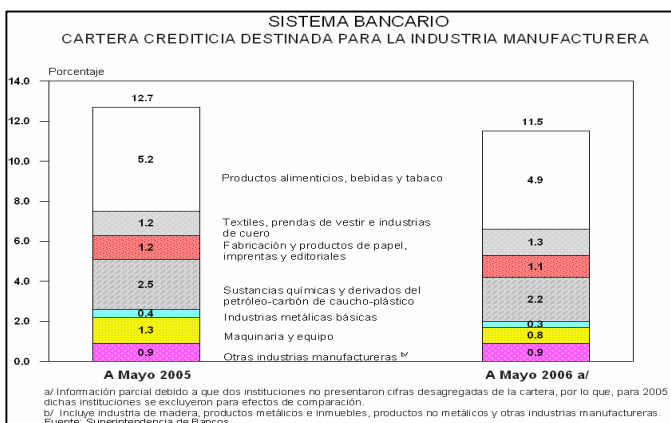 SISTEMA BANCARIO
CARTERA CREDITICIA DESTINADA PARA LA INDUSTRIA MANUFACTURERA
Porcentaje
14.0
12.0
10.0
8.0
6.0
4.0
2.0
0.0
12.7
5.2
1.2
1.2
2.5
0.4
1.3
0.9
Productos alimenticios, bebidas y tabaco
Textiles, prendas de vestir e industrias
de cuero
Fabricación y productos de papel,
imprentas y editoriales
Sustancias químicas y derivados del
petróleo-carbón de caucho-plástico
Industrias metálicas básicas
Maquinaria y equipo
Otras industrias manufactureras b/
11.5
4.9
1.3
1.1
2.2
0.3
0.8
0.9
A Mayo 2005
A Mayo 2006 a/
a/ Información parcial debido a que dos instituciones no presentaron cifras desagregadas de la cartera, por lo que, para 2005
dichas instituciones se excluyeron para efectos de comparación.
b/ Incluye industria de madera, productos metálicos e inmuebles, productos no metálicos y otras industrias manufactureras.
Fuente: Superintendencia de Bancos